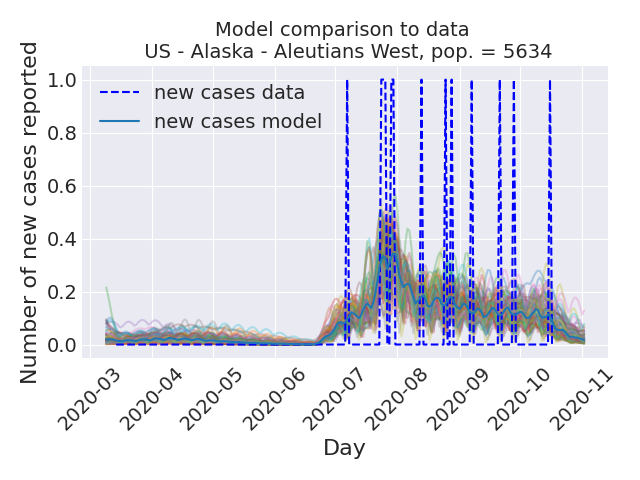 Model comparison to data
US - Alaska - Aleutians West, pop. = 5634
Number of new cases reported
1.0
0.8
0.6
0.4
0.2
0.0
new cases data
new cases model
2020-03
2020-04
2020-05
2020-06
2020-07
2020-08
2020-09
2020-10
2020-11
Day